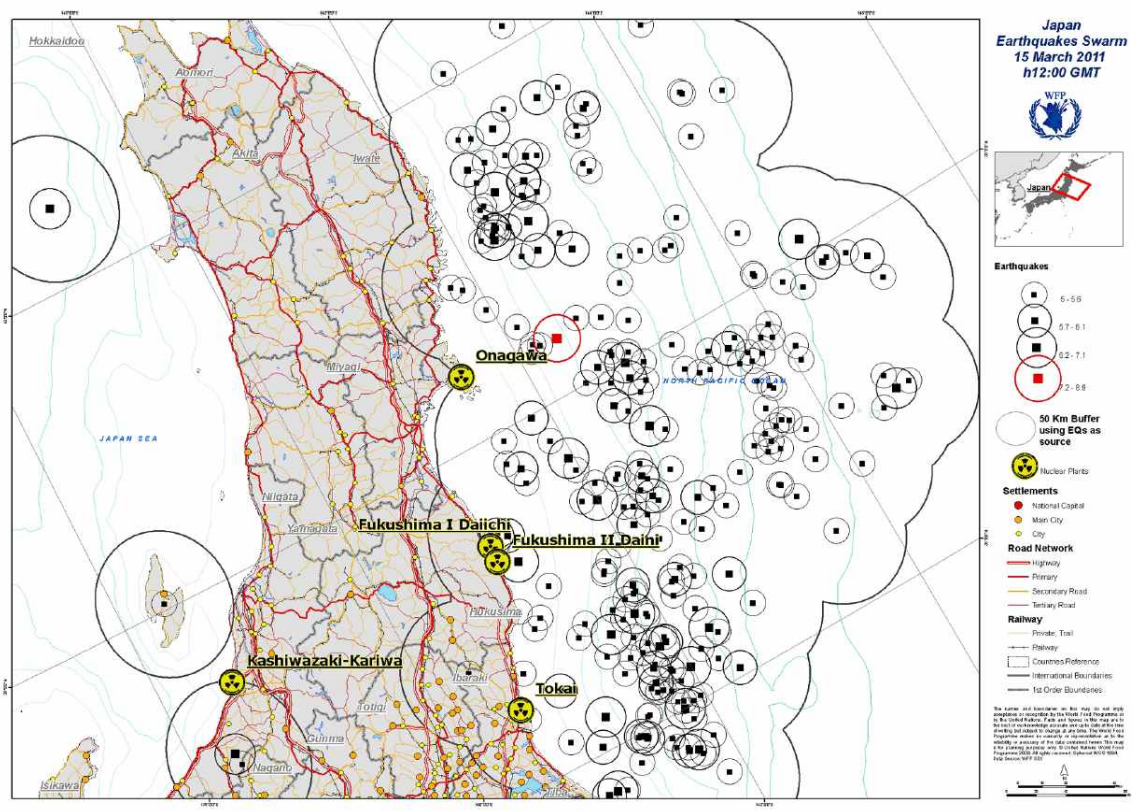 Japan
Earthquakes Swarm
15 March 2011
h12:00 GMT
WFP
Japan
Hokkaidou
Aomori
Akita
Iwate
Onagawa
Miyagi
NORTH PACIFIC OCEAN
JAPAN SEA
Niigata
Yamagata
Fukushima I Daiichi
Fukushima II Daini
Hukusima
Kashiwazaki-Kariwa
Ibaraki
Tokai
Totigi
Gunma
Nagano
Isikawa
Tiba
Earthquakes
5 - 5.6
5.7 - 6.1
6.2 - 7.1
7.2 - 8.9
50 Km Buffer
using EQs as
source
Nuclear Plants
Settlements
National Capital
Main City
City
Road Network
Highway
Primary
Secondary Road
Tertiary Road
Railway
Private, Trail
Railway
Countries Reference
International Boundaries
1st Order Boundaries